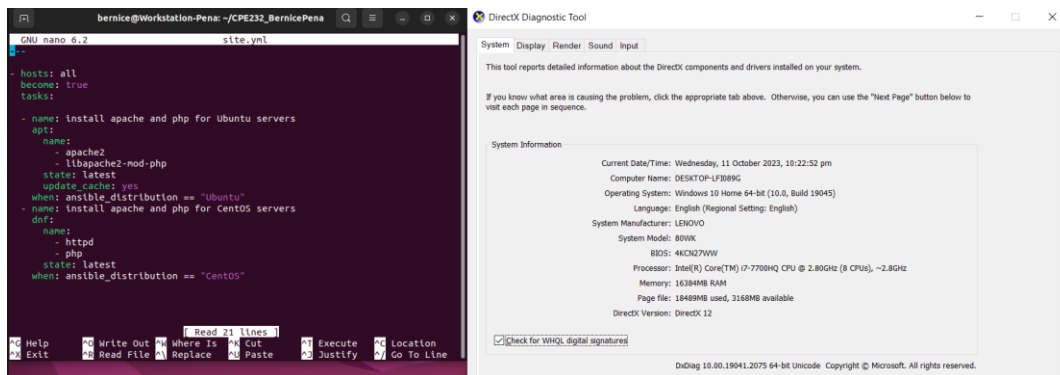 bernice@Workstation-Pena: ~/CPE232_BernicePena
GNU nano 6.2 site.yml
---
- hosts: all
become: true
tasks:
- name: install apache and php for Ubuntu servers
apt:
name:
- apache2
- libapache2-mod-php
state: latest
update_cache: yes
when: ansible_distribution == "Ubuntu"
- name: install apache and php for CentOS servers
dnf:
name:
- httpd
- php
state: latest
when: ansible_distribution == "CentOS"
[ Read 21 lines ]
^G Help ^O Write Out ^W Where Is ^K Cut ^T Execute ^C Location
^X Exit ^R Read File ^\ Replace ^U Paste ^J Justify ^/ Go To Line
DirectX Diagnostic Tool
System Display Render Sound Input
This tool reports detailed information about the DirectX components and drivers installed on your system.
If you know what area is causing the problem, click the appropriate tab above. Otherwise, you can use the "Next Page" button below to
visit each page in sequence.
System Information
Current Date/Time: Wednesday, 11 October 2023, 10:22:52 pm
Computer Name: DESKTOP-LFI089G
Operating System: Windows 10 Home 64-bit (10.0, Build 19045)
Language: English (Regional Setting: English)
System Manufacturer: LENOVO
System Model: 80WK
BIOS: 4KCN27WW
Processor: Intel(R) Core(TM) i7-7700HQ CPU @ 2.80GHz (8 CPUs), ~2.8GHz
Memory: 16384MB RAM
Page file: 18489MB used, 3168MB available
DirectX Version: DirectX 12
Check for WHQL digital signatures
DxDiag 10.00.19041.2075 64-bit Unicode Copyright © Microsoft. All rights reserved.